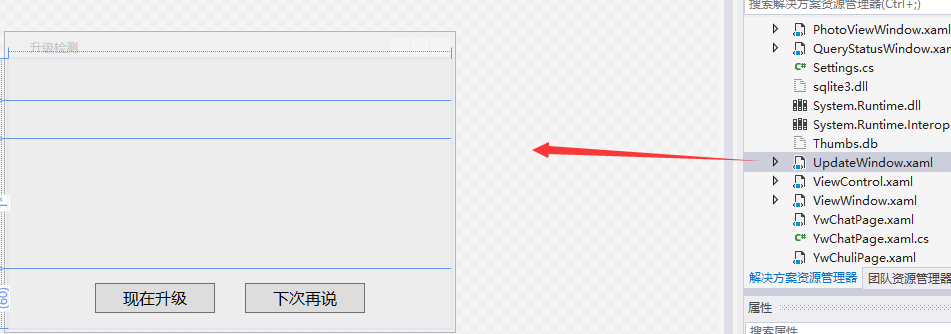 搜索解决方案资源管理器(Ctrl+;)
升级检测
PhotoViewWindow.xaml
QueryStatusWindow.xam
Settings.cs
sqlite3.dll
System.Runtime.dll
System.Runtime.Interop
Thumbs.db
UpdateWindow.xaml
ViewControl.xaml
ViewWindow.xaml
YwChatPage.xaml
YwChatPage.xaml.cs
YwChuliPage.xaml
现在升级 下次再说
(60)
解决方案资源管理器 团队资源管理器
属性
搜索属性